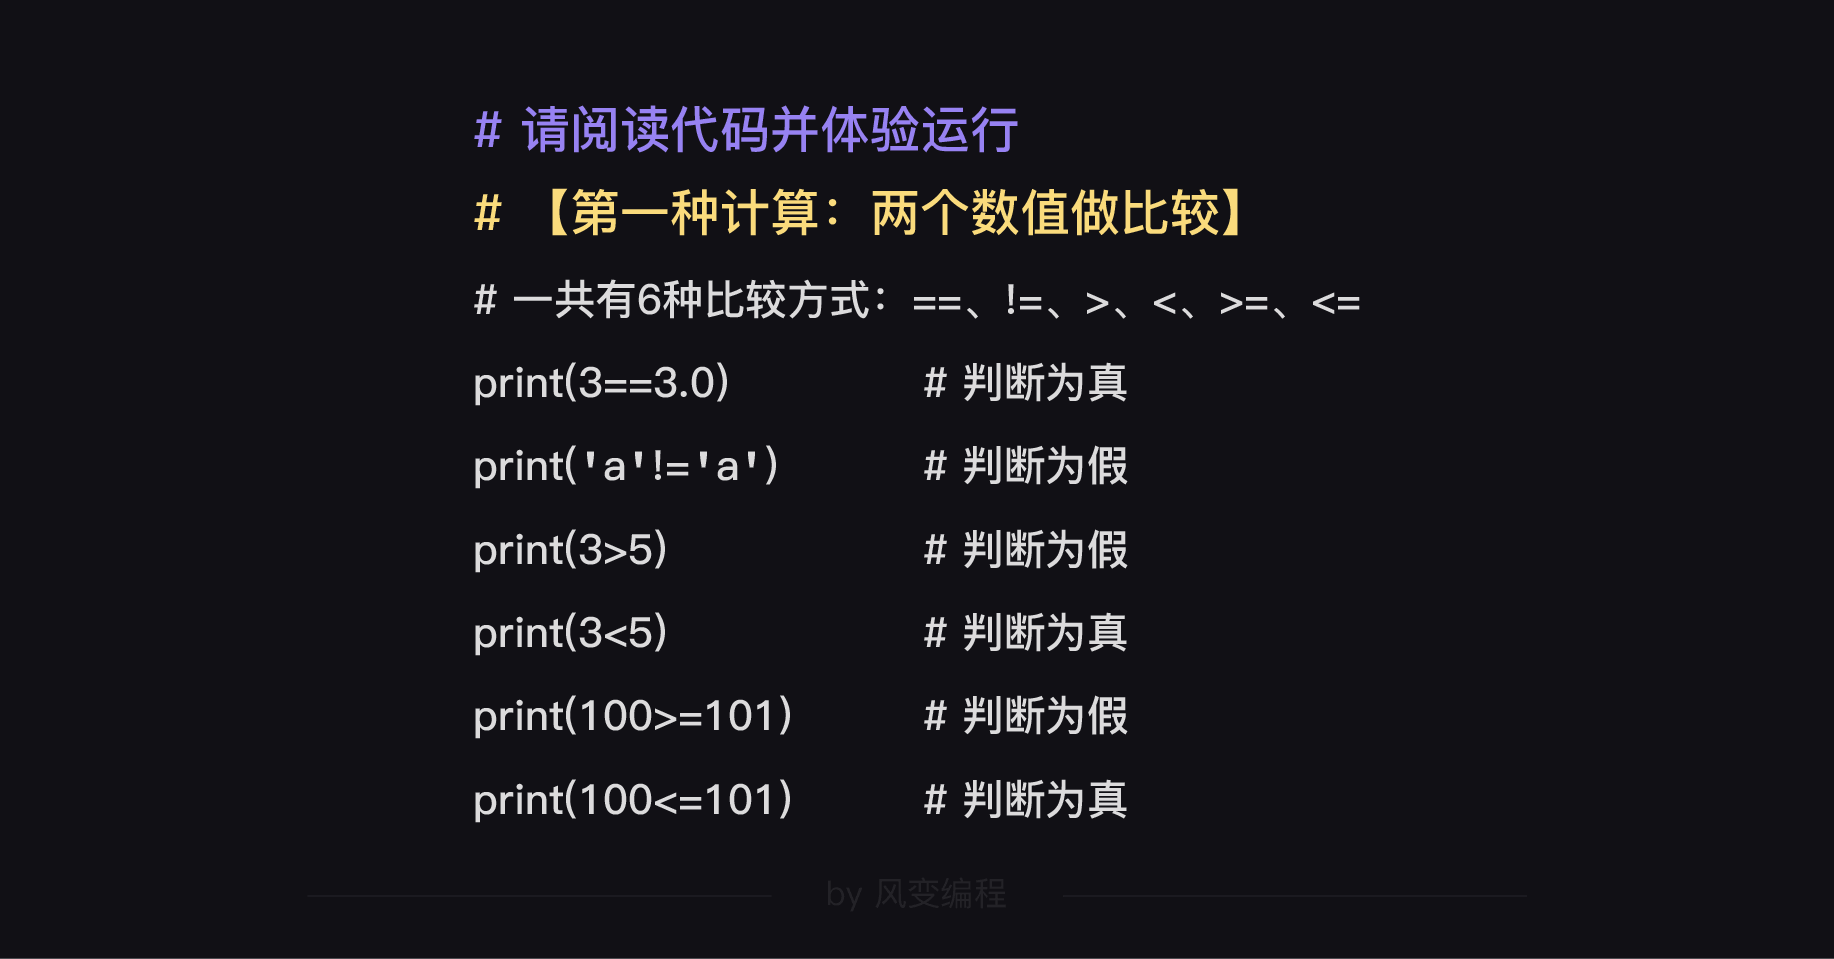 # 请阅读代码并体验运行
# 【第一种计算：两个数值做比较】
# 一共有6种比较方式：==、!=、>、<、>=、<=
print(3==3.0) # 判断为真
print('a'!='a') # 判断为假
print(3>5) # 判断为假
print(3<5) # 判断为真
print(100>=101) # 判断为假
print(100<=101) # 判断为真
by 风变编程